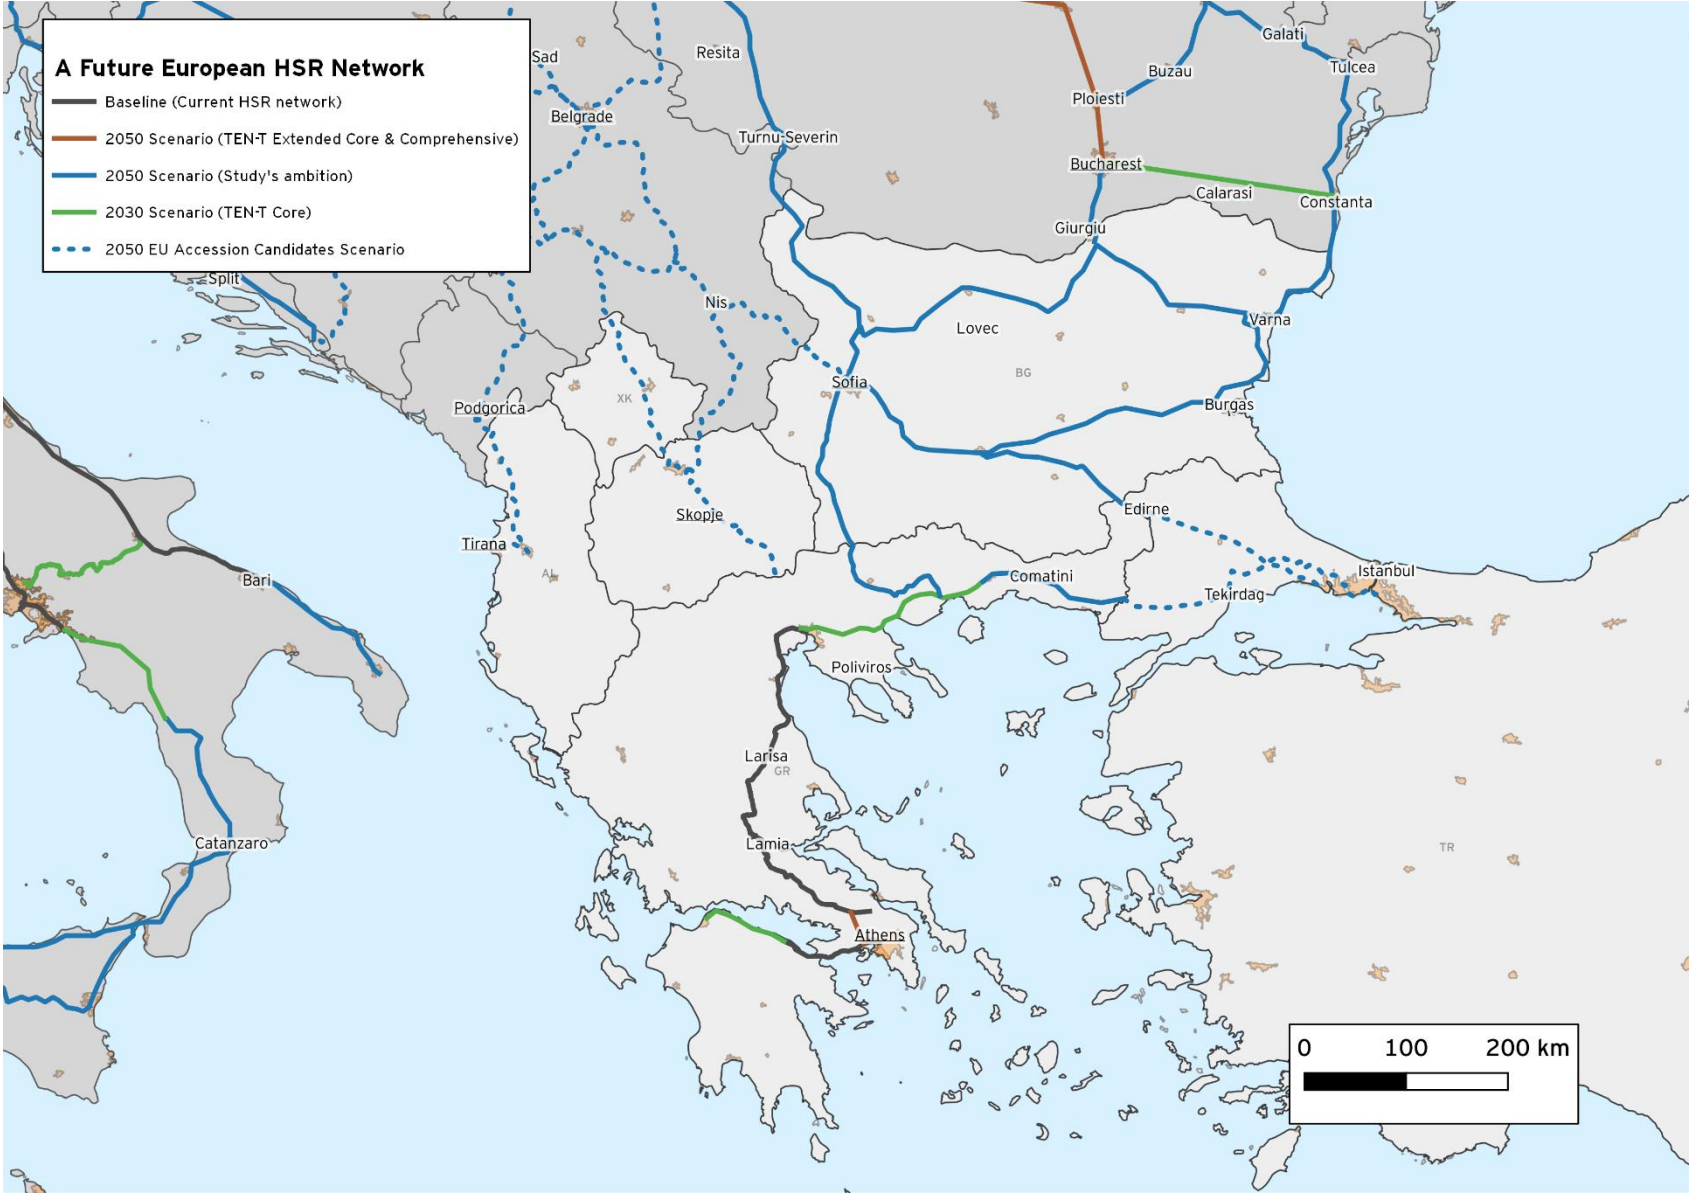 A Future European HSR Network
Baseline (Current HSR network)
2050 Scenario (TEN-T Extended Core & Comprehensive)
2050 Scenario (Study's ambition)
2030 Scenario (TEN-T Core)
2050 EU Accession Candidates Scenario
Sad
Resita
Galati
Tulcea
Buzau
Ploiesti
Belgrade
Turnu-Severin
Bucharest
Calarasi
Constanta
Giurgiu
Split
Nis
Varna
Lovec
BG
Sofia
XK
Podgorica
Burgas
Skopje
Edirne
Tirana
AL
Bari
Comatini
Istanbul
Tekirdag
Poliviros
Larisa
GR
Lamia
Catanzaro
TR
Athens
0 100 200 km